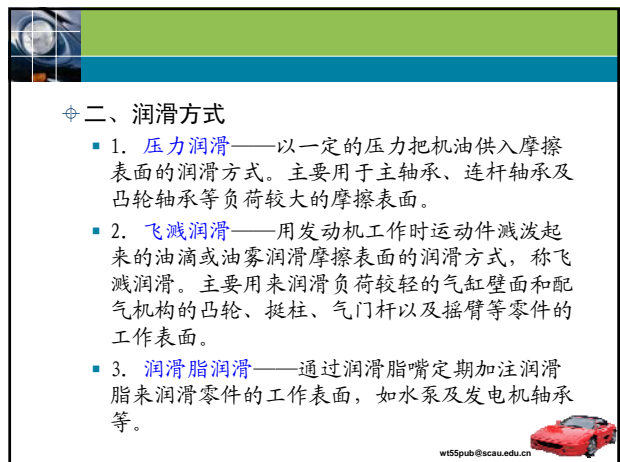 二、润滑方式
1. 压力润滑——以一定的压力把机油供入摩擦
表面的润滑方式。主要用于主轴承、连杆轴承及
凸轮轴承等负荷较大的摩擦表面。
2. 飞溅润滑——用发动机工作时运动件溅泼起
来的油滴或油雾润滑摩擦表面的润滑方式，称飞
溅润滑。主要用来润滑负荷较轻的气缸壁面和配
气机构的凸轮、挺柱、气门杆以及摇臂等零件的
工作表面。
3. 润滑脂润滑——通过润滑脂嘴定期加注润滑
脂来润滑零件的工作表面，如水泵及发电机轴承
等。
wt55pub@scau.edu.cn